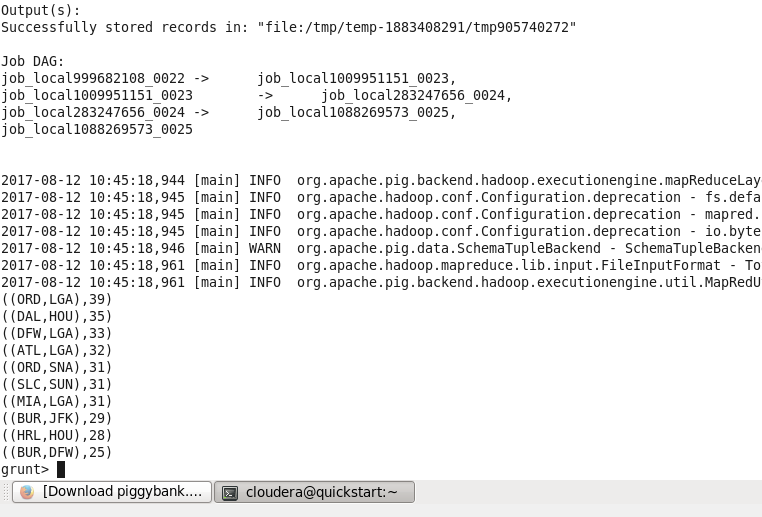 Output(s):
Successfully stored records in: "file:/tmp/temp-1883408291/tmp905740272"
Job DAG:
job_local999682108_0022 ->      job_local1009951151_0023,
job_local1009951151_0023        ->      job_local283247656_0024,
job_local283247656_0024 ->      job_local1088269573_0025,
job_local1088269573_0025
2017-08-12 10:45:18,944 [main] INFO  org.apache.pig.backend.hadoop.executionengine.mapReduceLay
2017-08-12 10:45:18,945 [main] INFO  org.apache.hadoop.conf.Configuration.deprecation - fs.defa
2017-08-12 10:45:18,945 [main] INFO  org.apache.hadoop.conf.Configuration.deprecation - mapred.
2017-08-12 10:45:18,945 [main] INFO  org.apache.hadoop.conf.Configuration.deprecation - io.byte
2017-08-12 10:45:18,946 [main] WARN  org.apache.pig.data.SchemaTupleBackend - SchemaTupleBacken
2017-08-12 10:45:18,961 [main] INFO  org.apache.hadoop.mapreduce.lib.input.FileInputFormat - To
2017-08-12 10:45:18,961 [main] INFO  org.apache.pig.backend.hadoop.executionengine.util.MapRedU
((ORD,LGA),39)
((DAL,HOU),35)
((DFW,LGA),33)
((ATL,LGA),32)
((ORD,SNA),31)
((SLC,SUN),31)
((MIA,LGA),31)
((BUR,JFK),29)
((HRL,HOU),28)
((BUR,DFW),25)
grunt>
[Download piggybank....
cloudera@quickstart:~